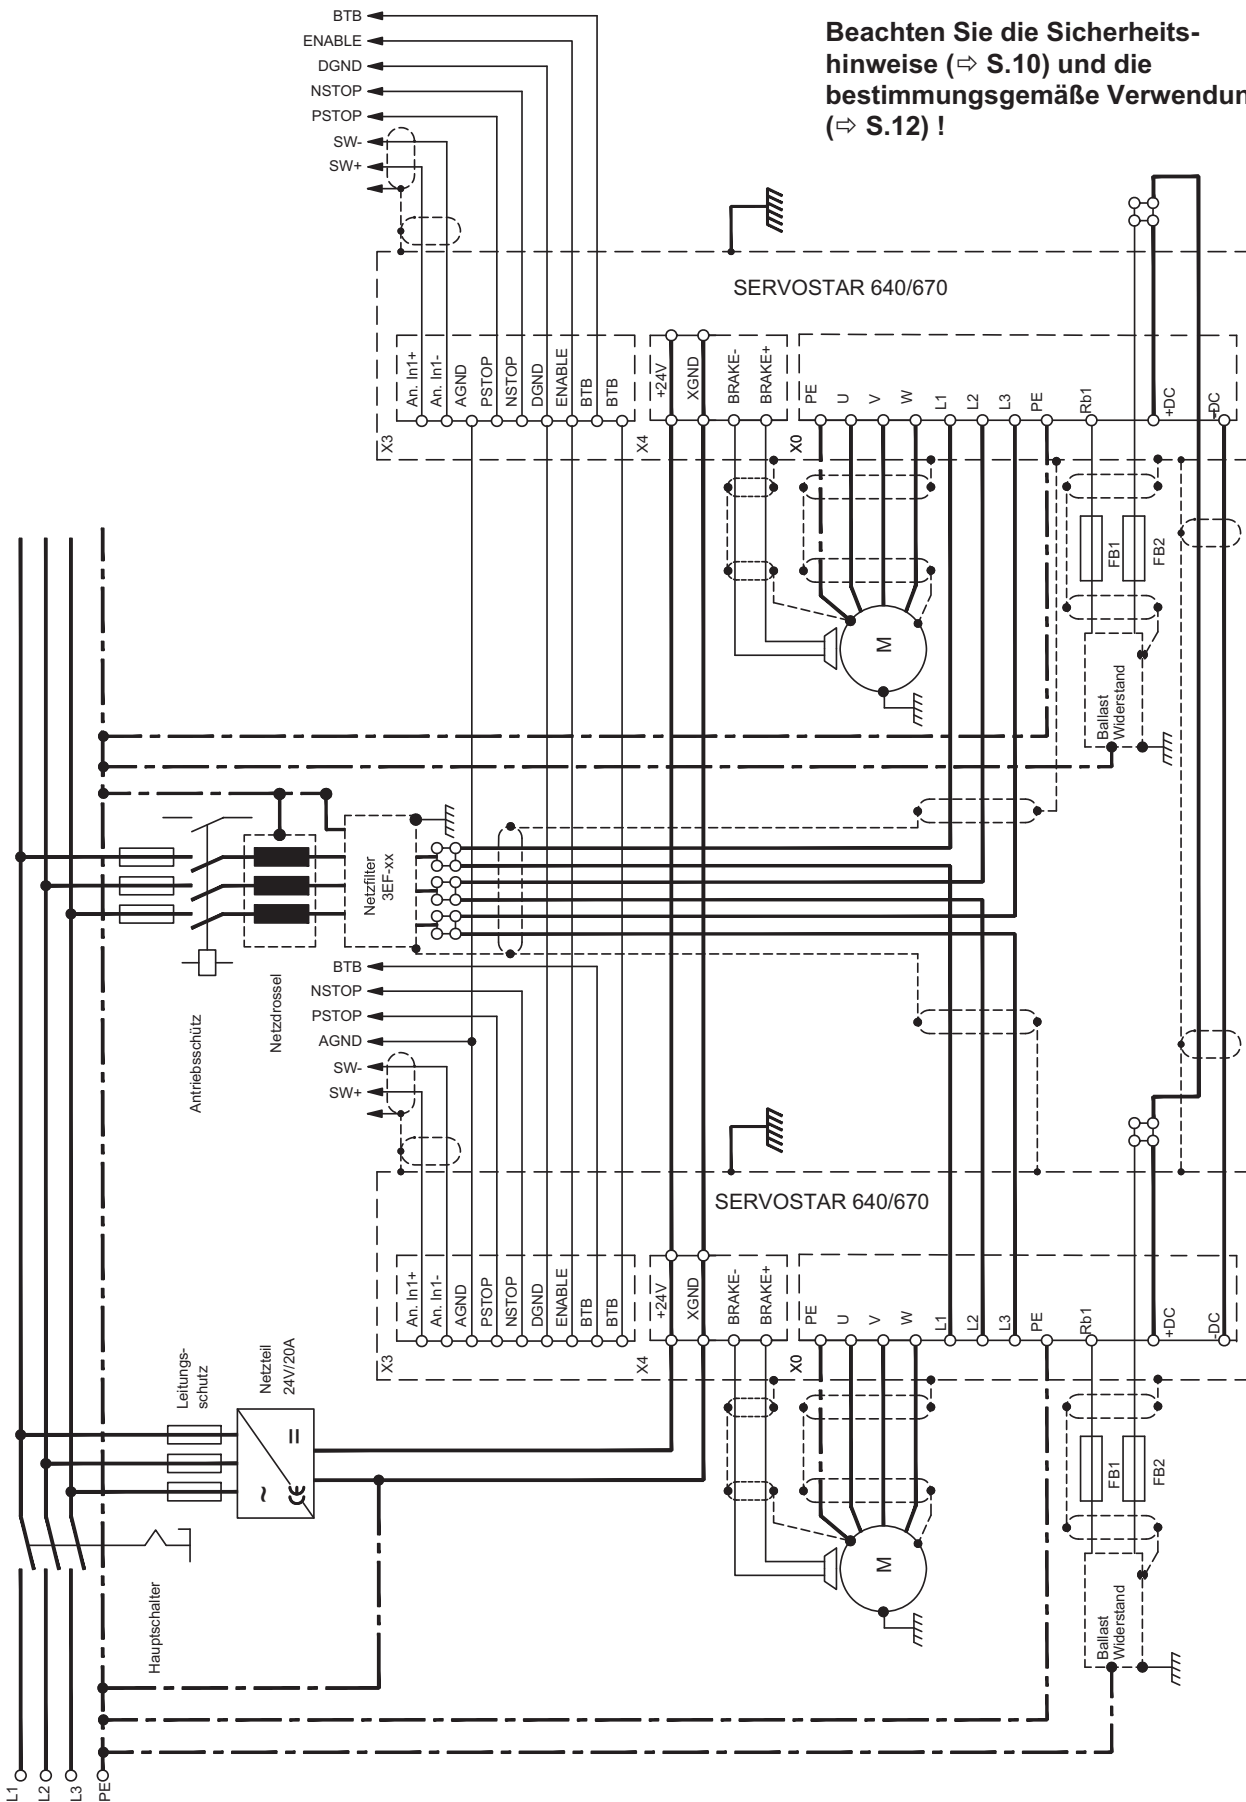 BTB
ENABLE
DGND
NSTOP
PSTOP
SW-
SW+
Beachten Sie die Sicherheits-
hinweise (⇨ S.10) und die
bestimmungsgemäße Verwendun
(⇨ S.12) !
SERVOSTAR 640/670
An. In1+
An. In1-
AGND
PSTOP
NSTOP
DGND
ENABLE
BTB
BTB
X3
+24V
XGND
BRAKE-
BRAKE+
X4
PE
U
V
W
L1
L2
L3
PE
Rb1
+DC
-DC
X0
FB1
FB2
M
Ballast
Widerstand
Netzfilter
3EF-xx
Netzdrossel
Antriebsschütz
BTB
NSTOP
PSTOP
AGND
SW-
SW+
SERVOSTAR 640/670
An. In1+
An. In1-
AGND
PSTOP
NSTOP
DGND
ENABLE
BTB
BTB
X3
+24V
XGND
BRAKE-
BRAKE+
X4
PE
U
V
W
L1
L2
L3
PE
Rb1
+DC
-DC
X0
Leitungs-
schutz
Netzteil
24V/20A
~
=
CE
FB1
FB2
M
Ballast
Widerstand
Hauptschalter
L1
L2
L3
PE